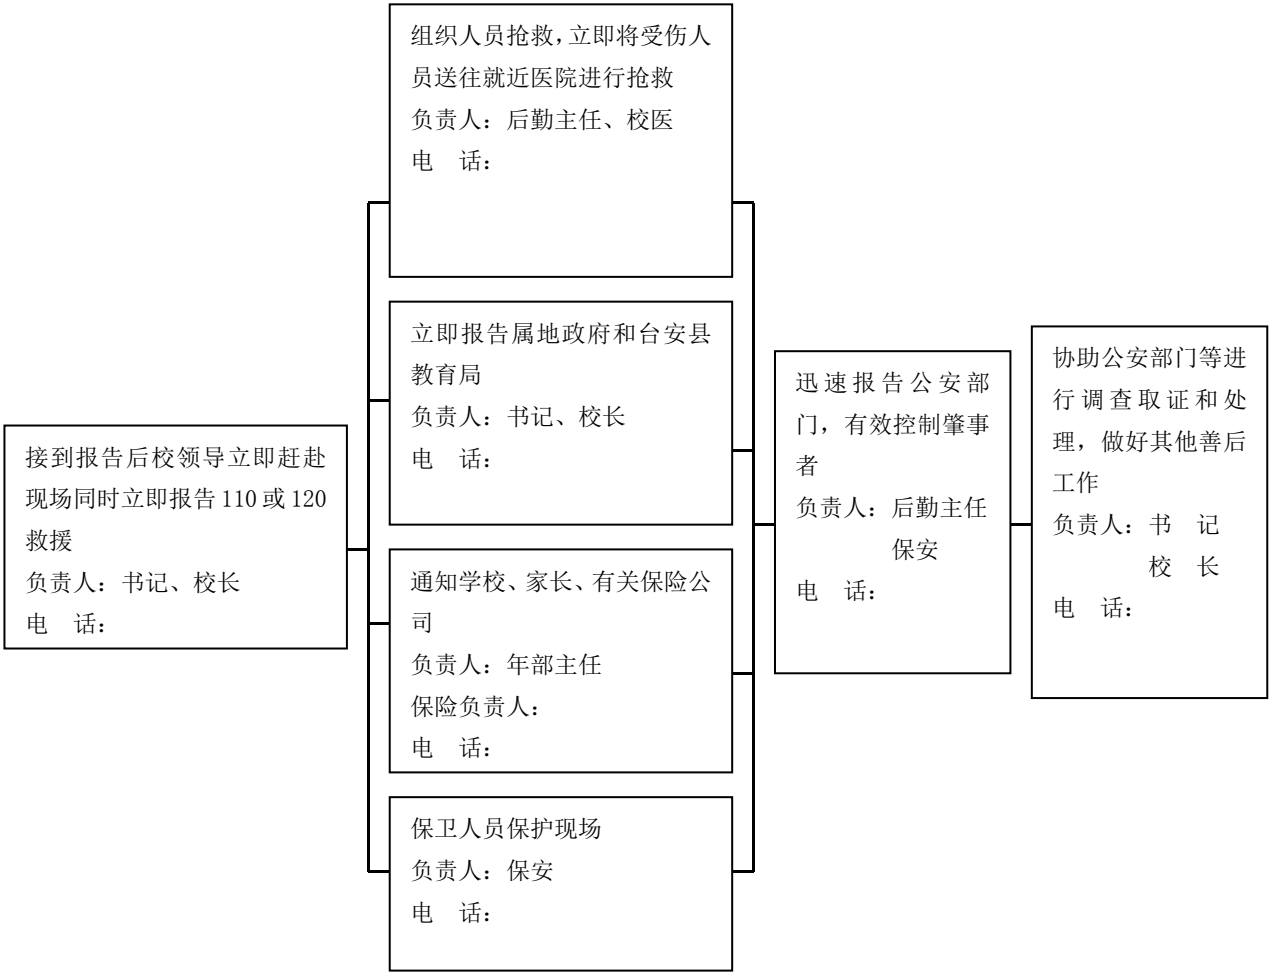 接到报告后校领导立即赶赴
现场同时立即报告110或120
救援
负责人：书记、校长
电　话：
组织人员抢救，立即将受伤人
员送往就近医院进行抢救
负责人：后勤主任、校医
电　话：
立即报告属地政府和台安县
教育局
负责人：书记、校长
电　话：
通知学校、家长、有关保险公
司
负责人：年部主任
保险负责人：
电　话：
保卫人员保护现场
负责人：保安
电　话：
迅速报告公安部
门，有效控制肇事
者
负责人：后勤主任
保安
电　话：
协助公安部门等进
行调查取证和处
理，做好其他善后
工作
负责人：书　记
校　长
电　话：